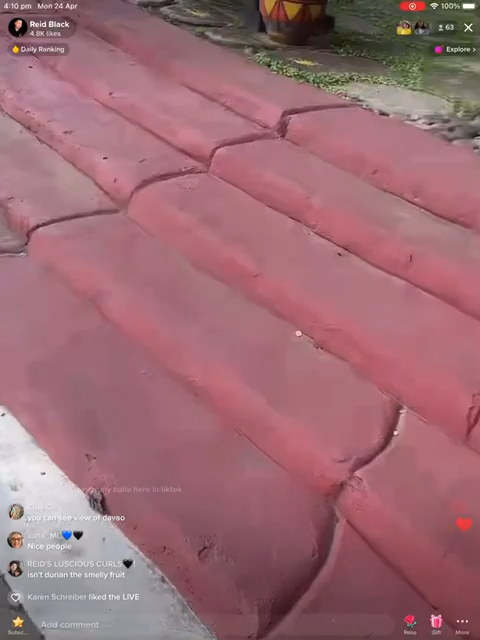 4:10 pm Mon 24 Apr
100%
Reid Black
4.8K likes
63
Daily Ranking
Explore
you can see view of davao
Nice people
REID'S LUSCIOUS CURLS🖤
isn't durian the smelly fruit
Karen Schreiber liked the LIVE
Add comment
Rose
Gift
More